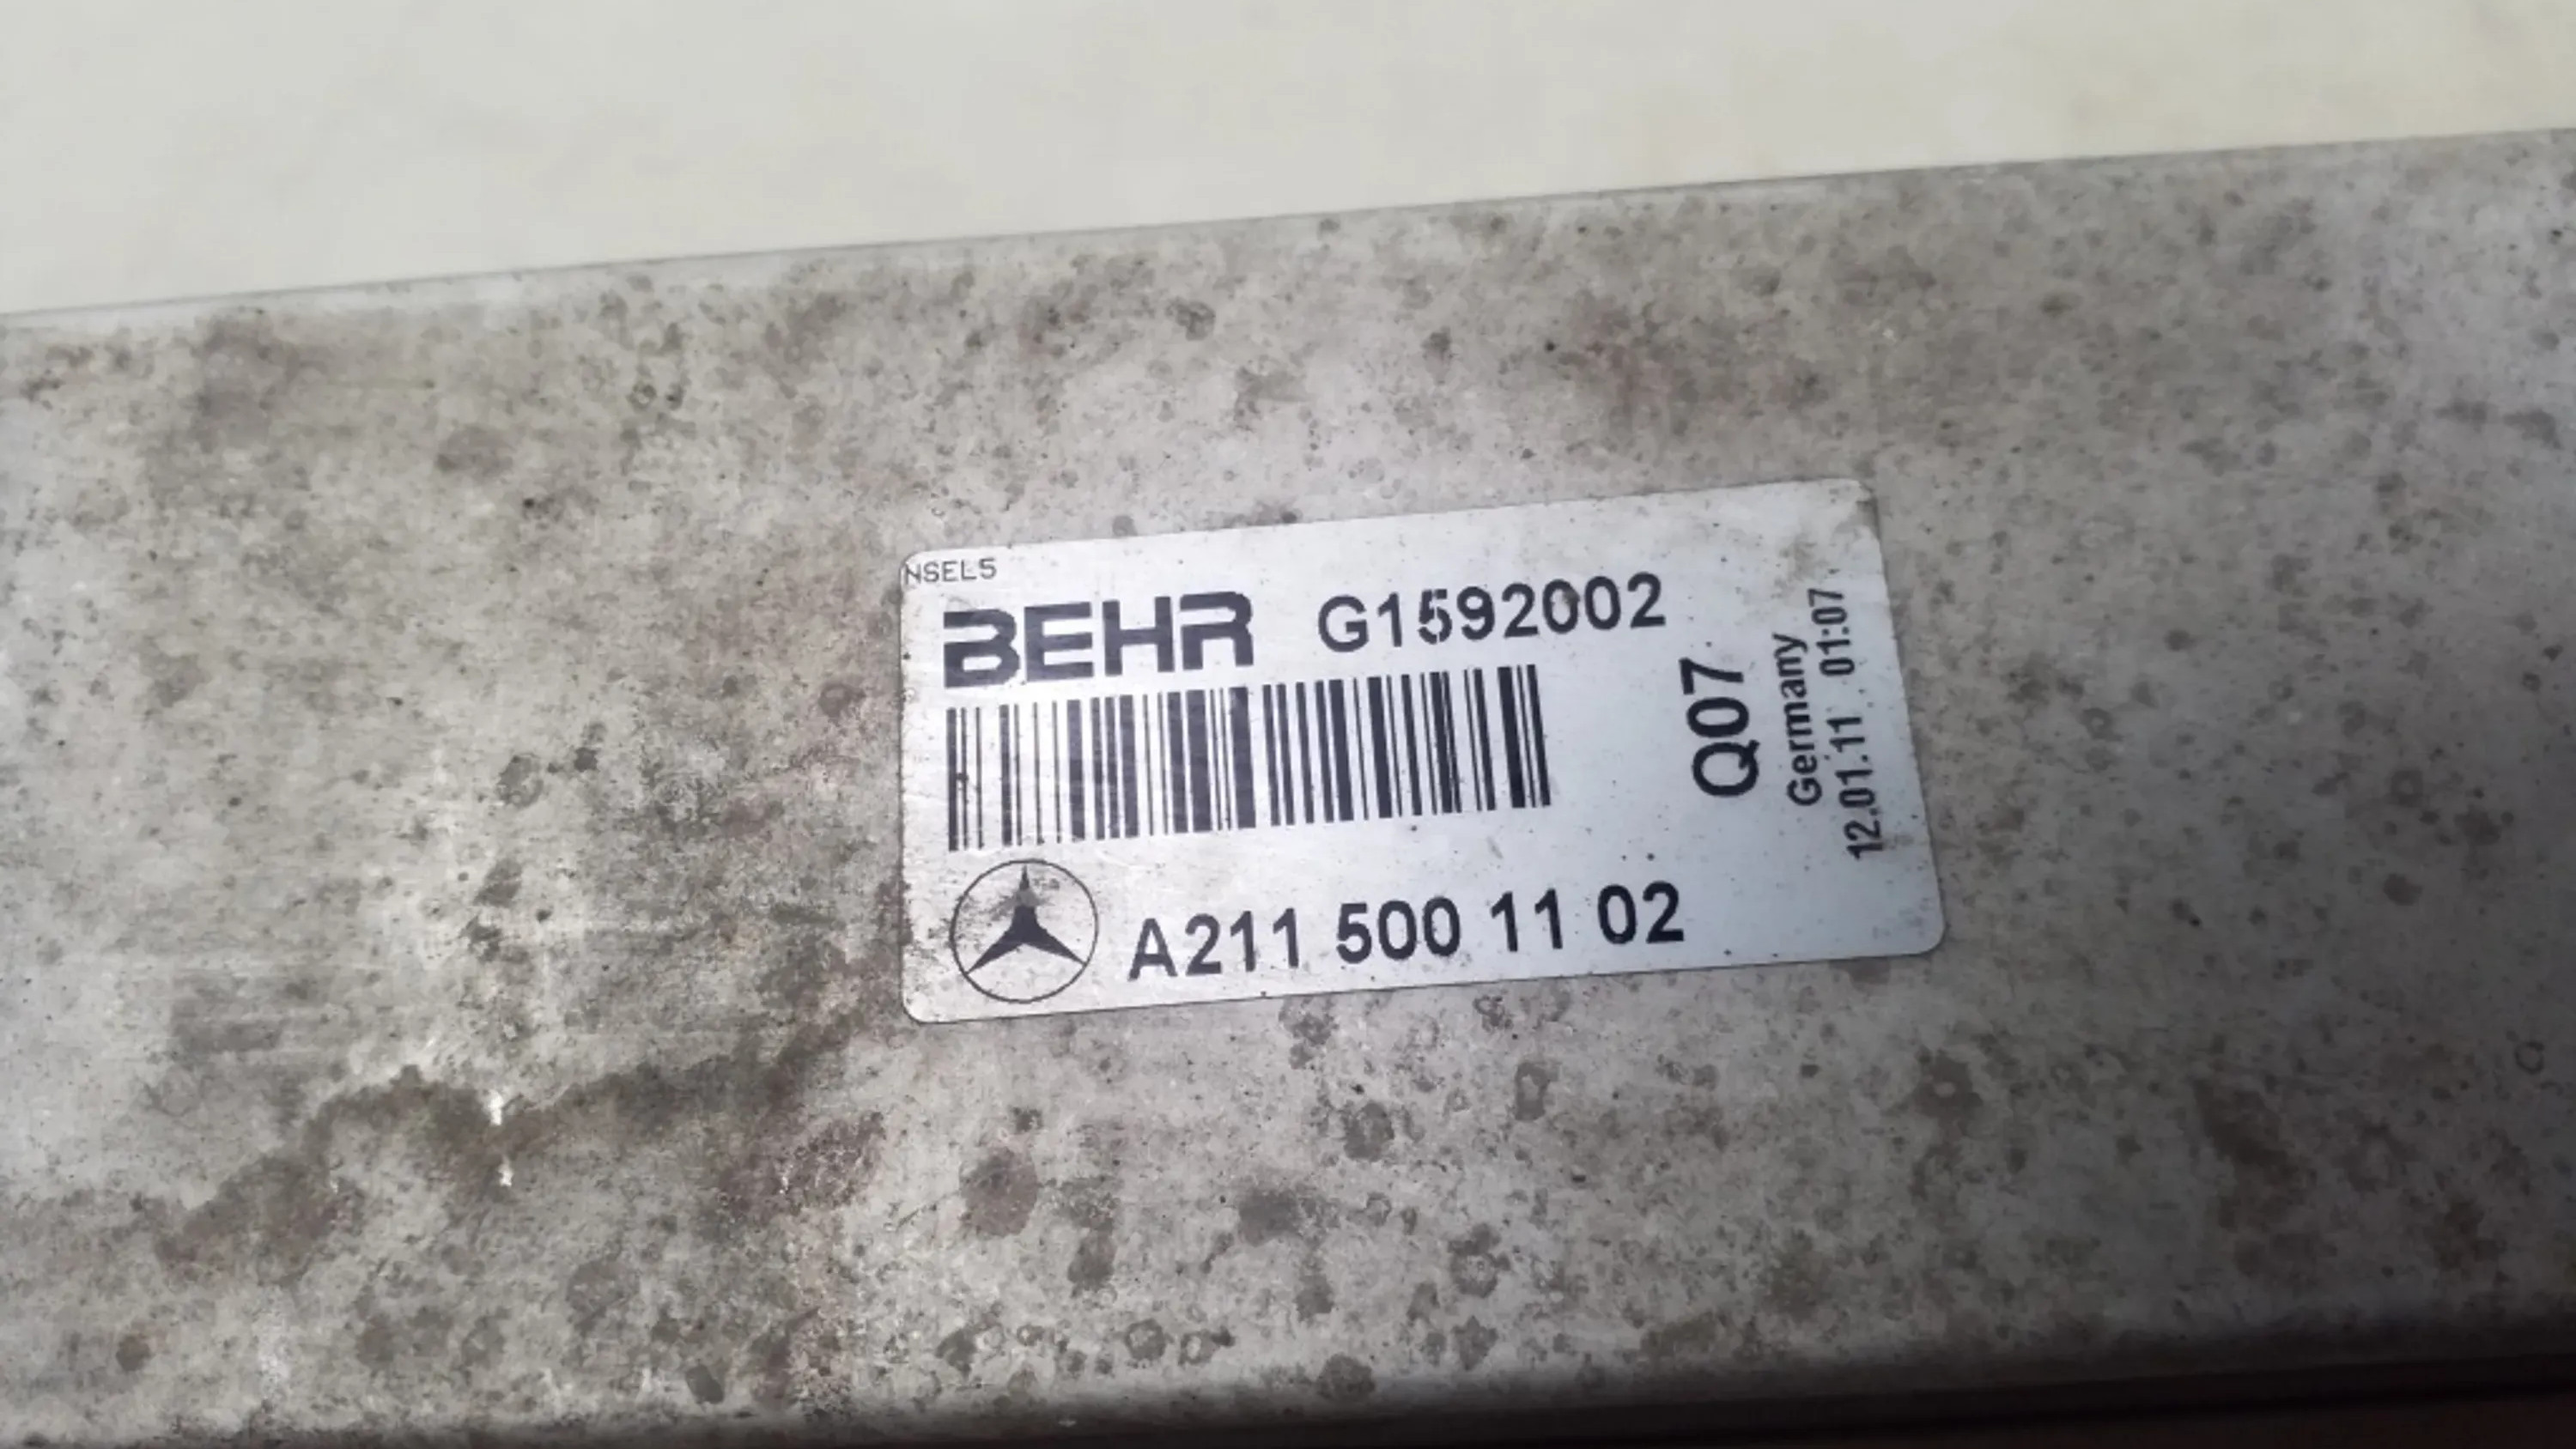 NSEL5
BEHR G1592002
A211 500 11 02
Q07
Germany
12.01.11 01:07